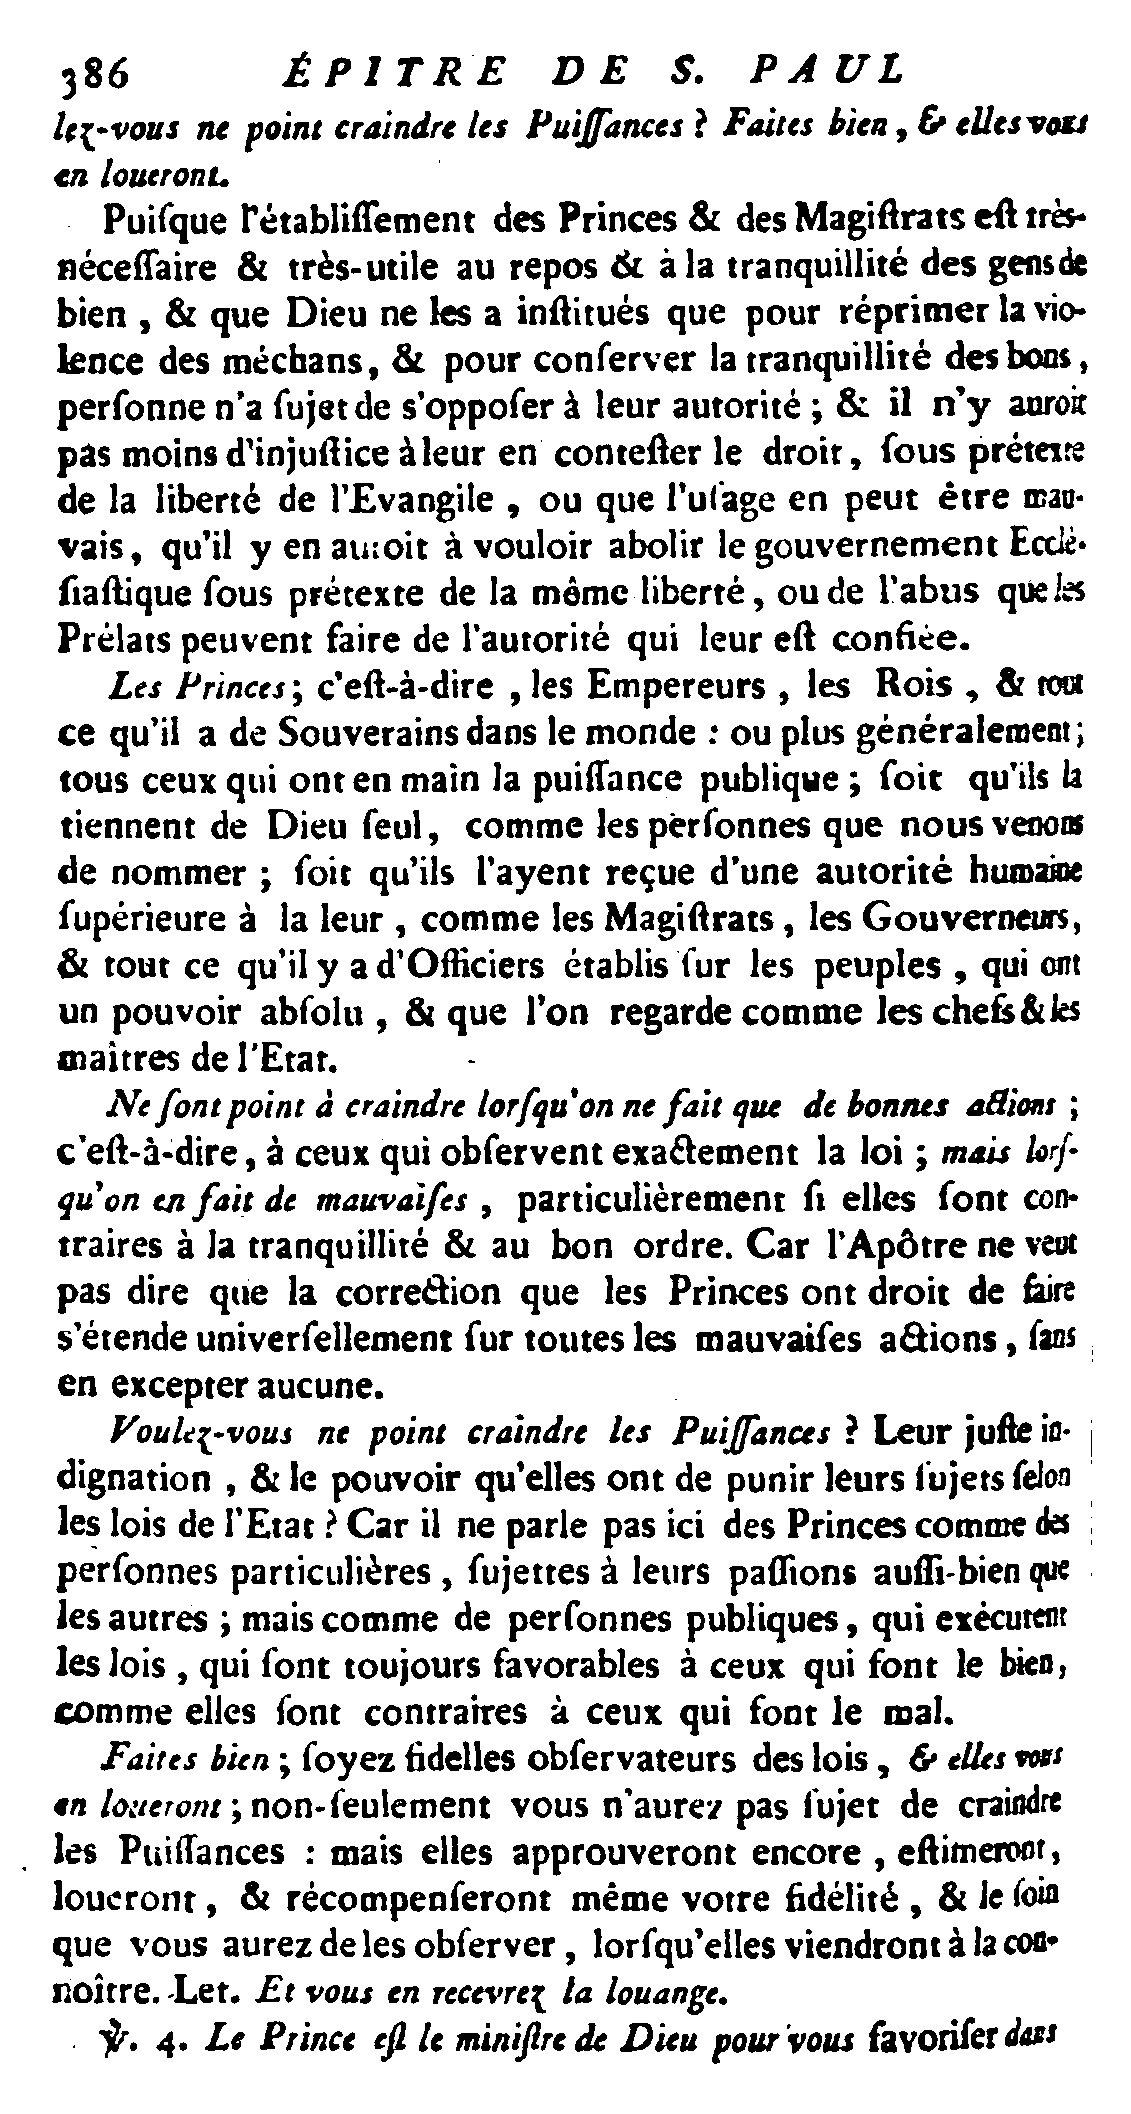 386 ÉPITRE DE S. PAUL
lez-vous ne point craindre les Puiſſances ? Faites bien, & elles vous
en loueront.
Puiſque l'établiſſement des Princes & des Magiſtrats eſt très-
néceſſaire & très-utile au repos & à la tranquillité des gens de
bien, & que Dieu ne les a inſtitués que pour réprimer la vio-
lence des méchans, & pour conſerver la tranquillité des bons,
perſonne n'a ſujet de s'oppoſer à leur autorité ; & il n'y auroit
pas moins d'injuſtice à leur en conteſter le droit, ſous prétexte
de la liberté de l'Evangile, ou que l'uſage en peut être mau-
vais, qu'il y en auroit à vouloir abolir le gouvernement Eccle-
ſiaſtique ſous prétexte de la même liberté, ou de l'abus que les
Prélats peuvent faire de l'autorité qui leur eſt confiée.
Les Princes ; c'eſt-à-dire, les Empereurs, les Rois, & tout
ce qu'il a de Souverains dans le monde : ou plus généralement ;
tous ceux qui ont en main la puiſſance publique ; ſoit qu'ils la
tiennent de Dieu ſeul, comme les perſonnes que nous venons
de nommer ; ſoit qu'ils l'ayent reçue d'une autorité humaine
ſupérieure à la leur, comme les Magiſtrats, les Gouverneurs,
& tout ce qu'il y a d'Officiers établis ſur les peuples, qui ont
un pouvoir abſolu, & que l'on regarde comme les chefs & les
maîtres de l'Etat.
Ne ſont point à craindre lorſqu'on ne fait que de bonnes actions ;
c'eſt-à-dire, à ceux qui obſervent exactement la loi ; mais lorſ-
qu'on en fait de mauvaiſes, particulièrement ſi elles ſont con-
traires à la tranquillité & au bon ordre. Car l'Apôtre ne veut
pas dire que la correction que les Princes ont droit de faire
s'étende univerſellement ſur toutes les mauvaiſes actions, ſans
en excepter aucune.
Voulez-vous ne point craindre les Puiſſances ? Leur juſte in-
dignation, & le pouvoir qu'elles ont de punir leurs ſujets ſelon
les lois de l'Etat ? Car il ne parle pas ici des Princes comme des
perſonnes particulières, ſujettes à leurs paſſions auſſi-bien que
les autres ; mais comme de perſonnes publiques, qui exécutent
les lois, qui ſont toujours favorables à ceux qui font le bien,
comme elles ſont contraires à ceux qui font le mal.
Faites bien ; ſoyez fidelles obſervateurs des lois, & elles vous
en loueront ; non-ſeulement vous n'aurez pas ſujet de craindre
les Puiſſances : mais elles approuveront encore, eſtimeront,
loueront, & récompenſeront même votre fidélité, & le ſoin
que vous aurez de les obſerver, lorſqu'elles viendront à la con-
noître. Let. Et vous en recevrez la louange.
℣. 4. Le Prince eſt le miniſtre de Dieu pour vous favoriſer dans